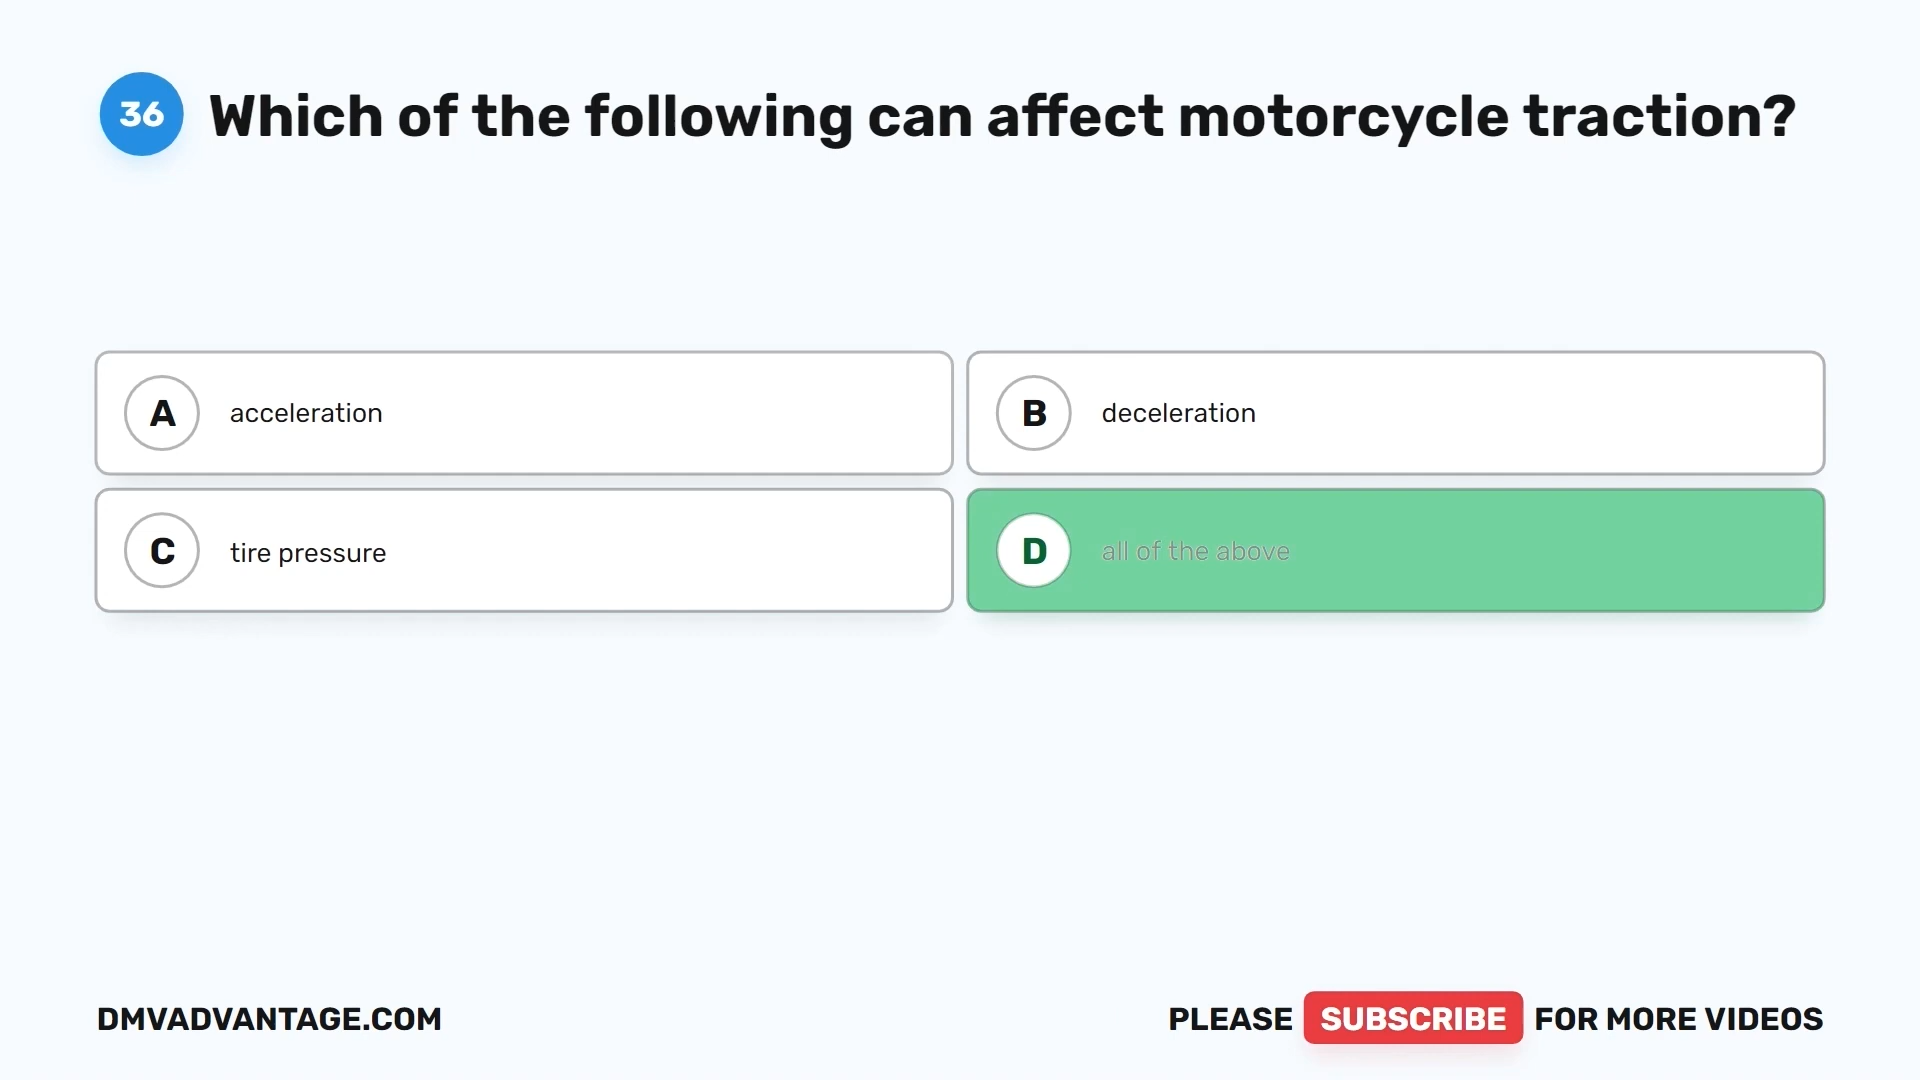 36 Which of the following can affect motorcycle traction?
A acceleration
B deceleration
C tire pressure
D all of the above
DMVADVANTAGE.COM
PLEASE SUBSCRIBE FOR MORE VIDEOS